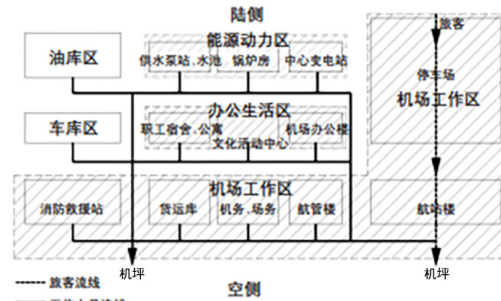 陆侧
旅客
能源动力区
油库区
供水泵站、水池
锅炉房
中心变电站
停车场
机场工作区
办公生活区
车库区
职工宿舍、公寓
机场办公楼
文化活动中心
机场工作区
消防救援站
货运库
机务、场务
航管楼
航站楼
机坪
机坪
旅客流线
空侧